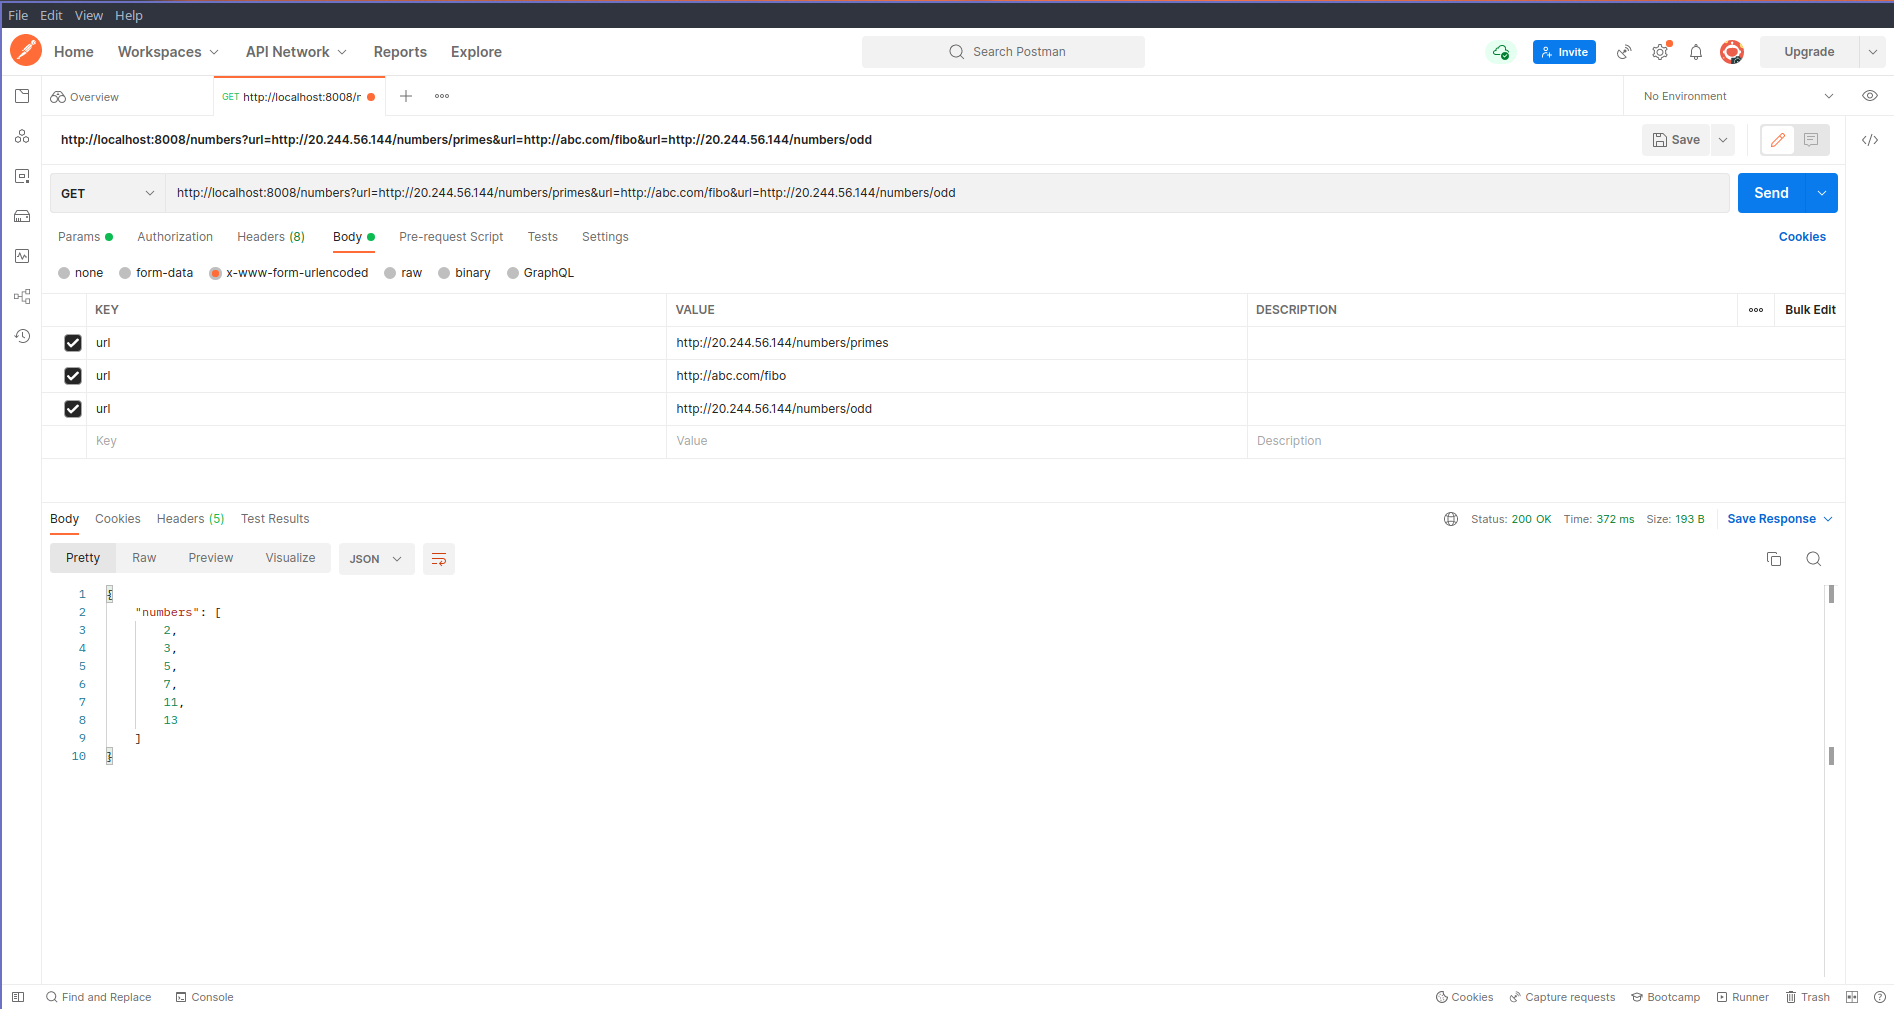 File Edit View Help
Home Workspaces API Network Reports Explore Search Postman Invite Upgrade
Overview GET http://localhost:8008/r No Environment
http://localhost:8008/numbers?url=http://20.244.56.144/numbers/primes&url=http://abc.com/fibo&url=http://20.244.56.144/numbers/odd Save
GET http://localhost:8008/numbers?url=http://20.244.56.144/numbers/primes&url=http://abc.com/fibo&url=http://20.244.56.144/numbers/odd Send
Params Authorization Headers (8) Body Pre-request Script Tests Settings Cookies
none form-data x-www-form-urlencoded raw binary GraphQL
KEY VALUE DESCRIPTION Bulk Edit
url http://20.244.56.144/numbers/primes
url http://abc.com/fibo
url http://20.244.56.144/numbers/odd
Key Value Description
Body Cookies Headers (5) Test Results Status: 200 OK Time: 372 ms Size: 193 B Save Response
Pretty Raw Preview Visualize JSON
1 {
2 "numbers": [
3 2,
4 3,
5 5,
6 7,
7 11,
8 13
9 ]
10 }
Find and Replace Console Cookies Capture requests Bootcamp Runner Trash